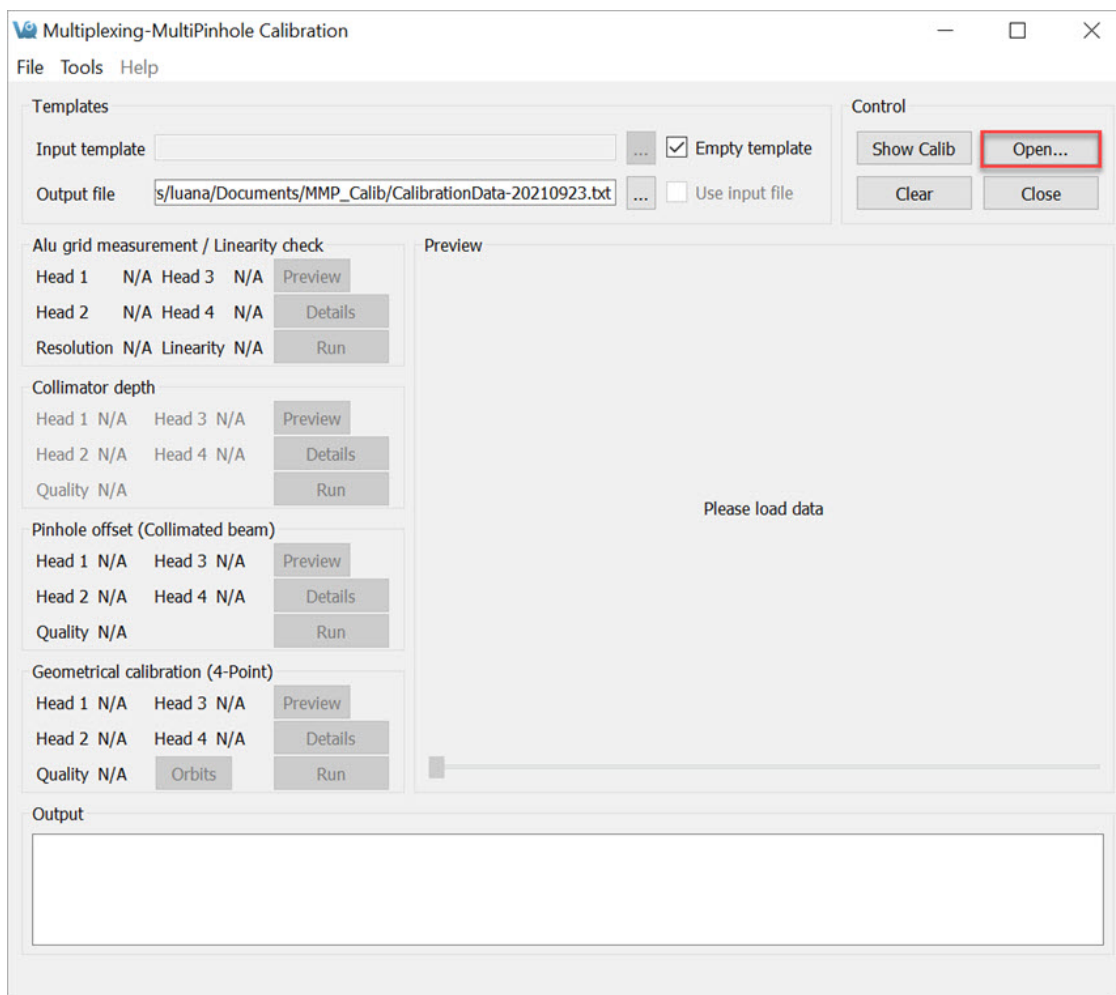 Multiplexing-MultiPinhole Calibration
File Tools Help
Templates
Input template ... Empty template
Output file 's/luana/Documents/MMP_Calib/CalibrationData-20210923.txt ... Use input file
Control
Show Calib Open...
Clear Close
Alu grid measurement / Linearity check
Head 1 N/A Head 3 N/A Preview
Head 2 N/A Head 4 N/A Details
Resolution N/A Linearity N/A Run
Collimator depth
Head 1 N/A Head 3 N/A Preview
Head 2 N/A Head 4 N/A Details
Quality N/A Run
Pinhole offset (Collimated beam)
Head 1 N/A Head 3 N/A Preview
Head 2 N/A Head 4 N/A Details
Quality N/A Run
Geometrical calibration (4-Point)
Head 1 N/A Head 3 N/A Preview
Head 2 N/A Head 4 N/A Details
Quality N/A Orbits Run
Preview
Please load data
Output